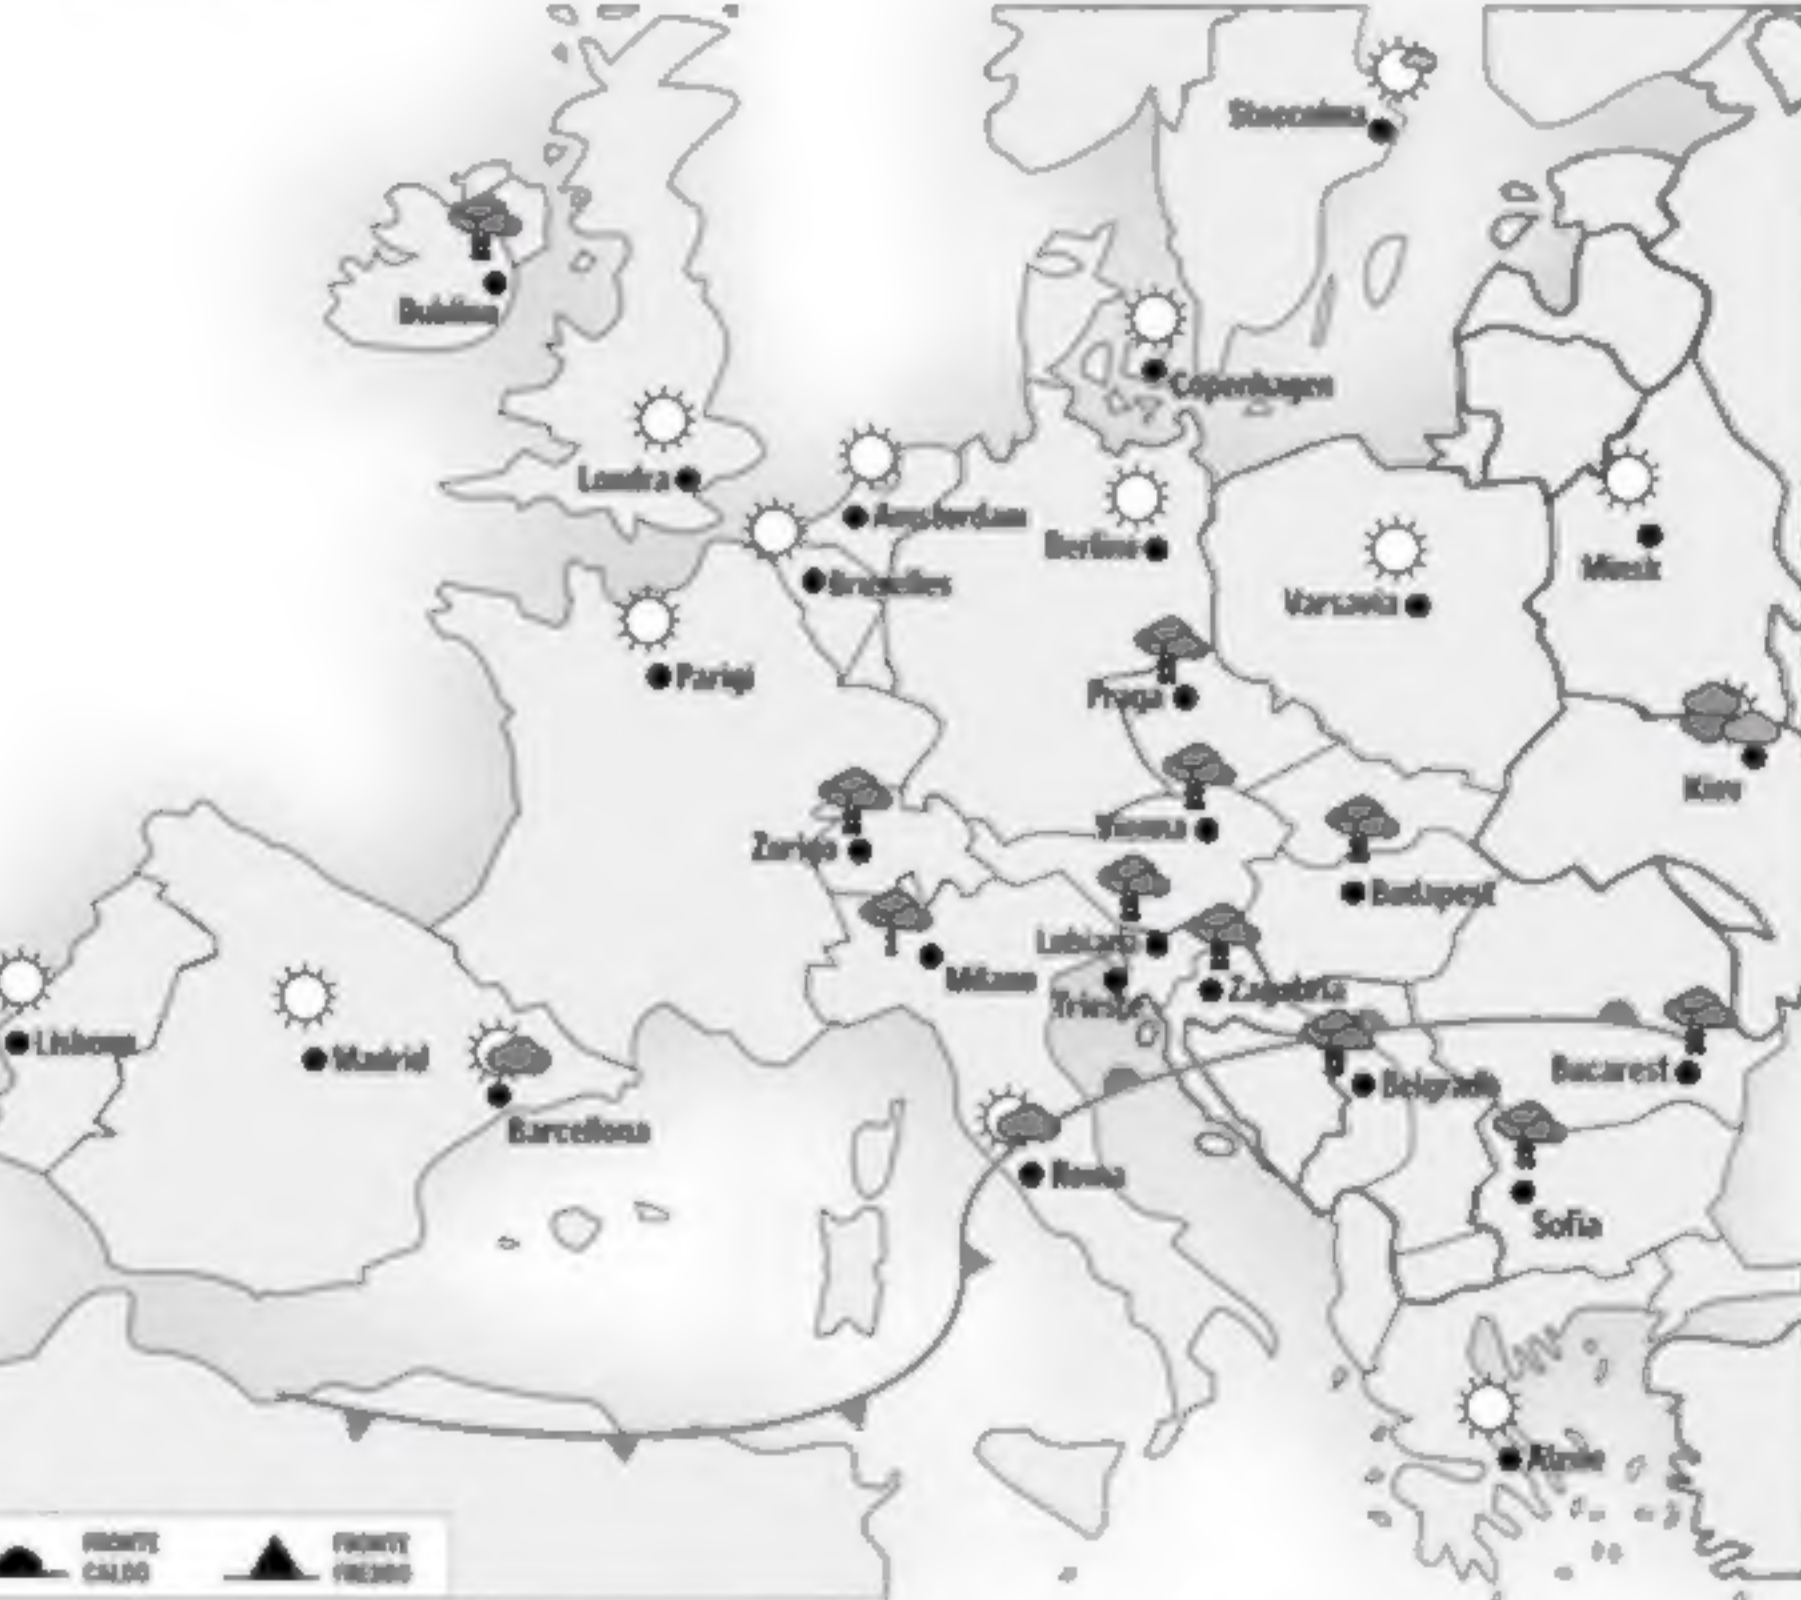 Stoccolma
Dublino
Copenhagen
Londra
Amsterdam
Berlino
Bruxelles
Minsk
Varsavia
Parigi
Praga
Kiev
Vienna
Zurigo
Budapest
Lubiana
Milano
Zagabria
Trieste
Lisbona
Madrid
Belgrado
Bucarest
Barcellona
Roma
Sofia
Atene
FRONTE
CALDO
FRONTE
FREDDO